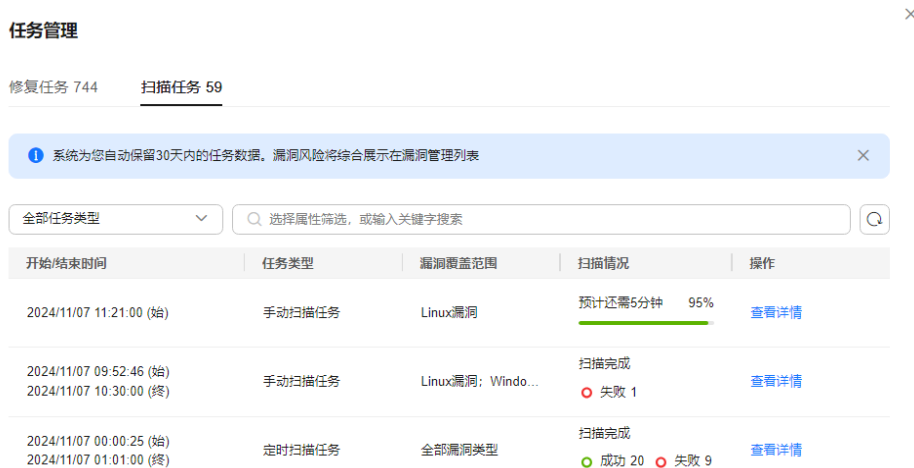 任务管理
修复任务 744
扫描任务 59
系统为您自动保留30天内的任务数据。漏洞风险将综合展示在漏洞管理列表
全部任务类型
选择属性筛选，或输入关键字搜索
开始/结束时间 任务类型 漏洞覆盖范围 扫描情况 操作
预计还需5分钟 95%
2024/11/07 11:21:00 (始) 手动扫描任务 Linux漏洞 查看详情
2024/11/07 09:52:46 (始)
2024/11/07 10:30:00 (终)
手动扫描任务
Linux漏洞；Windo...
扫描完成
失败 1
查看详情
2024/11/07 00:00:25 (始)
2024/11/07 01:01:00 (终)
定时扫描任务
全部漏洞类型
扫描完成
成功 20 失败 9
查看详情